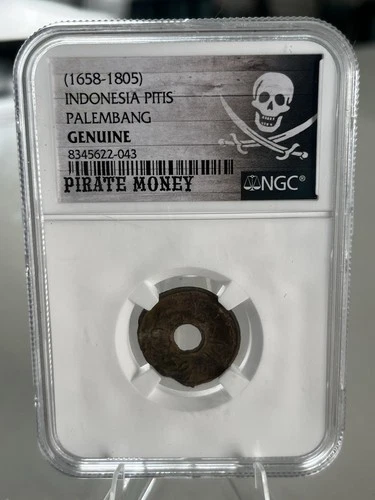 (1658-1805)
INDONESIA PITIS
PALEMBANG
GENUINE
8345622-043
PIRATE MONEY
NGC®